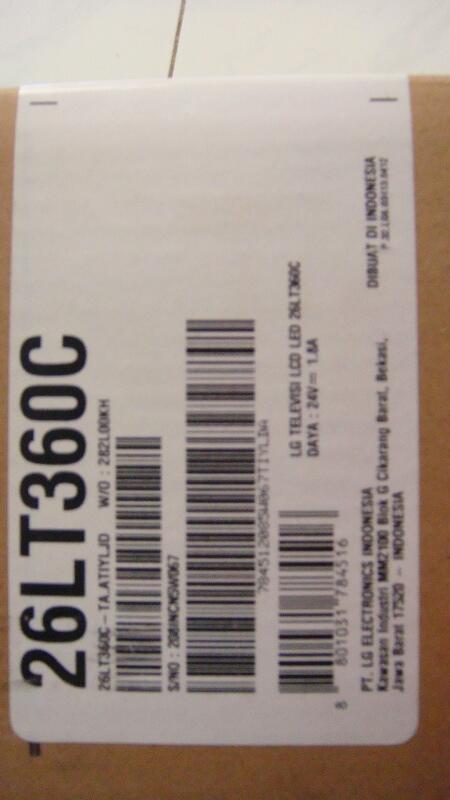 26LT360C
26LT360C-TA.ATIYLJD W/O : 2B2L00KH
S/NO : 208INCM5W067
LG TELEVISI LCD LED 26LT360C
DAYA : 24V⎓ 1.8A
8 801031 784516
PT. LG ELECTRONICS INDONESIA
Kawasan Industri MM2100 Blok G Cikarang Barat, Bekasi,
Jawa Barat 17520 - INDONESIA
DIBUAT DI INDONESIA